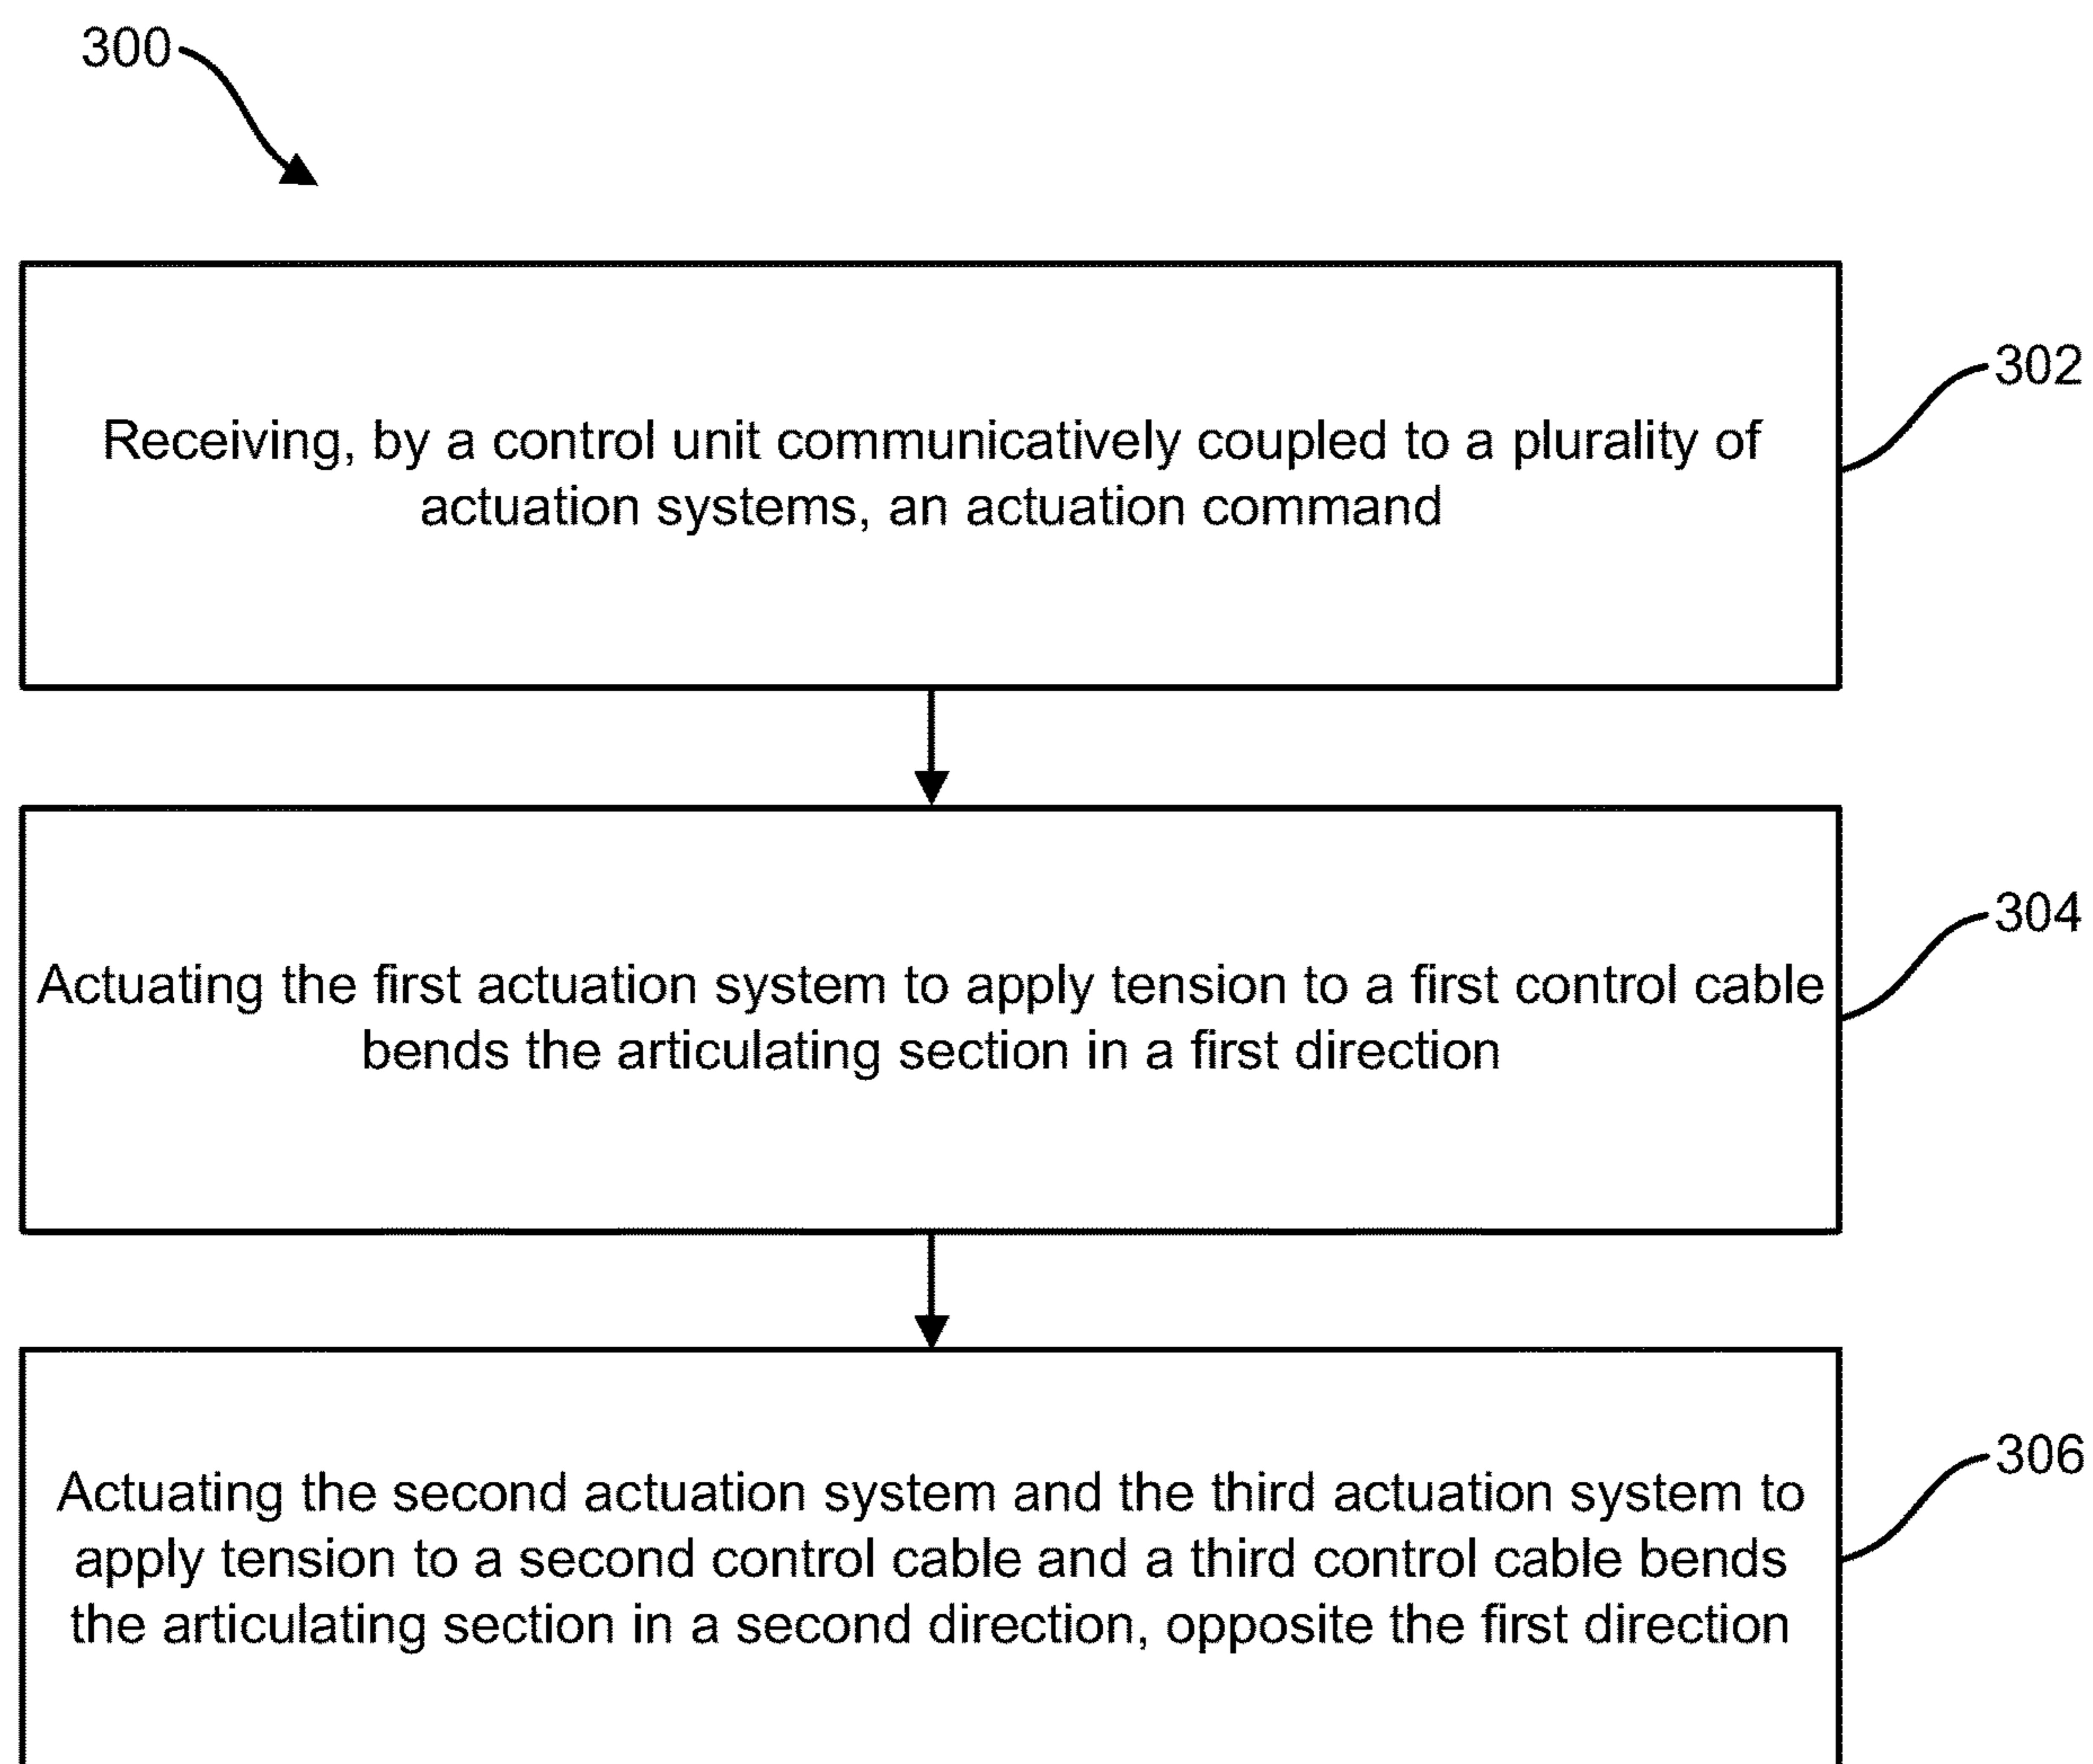 300
302
Receiving, by a control unit communicatively coupled to a plurality of
actuation systems, an actuation command
304
Actuating the first actuation system to apply tension to a first control cable
bends the articulating section in a first direction
306
Actuating the second actuation system and the third actuation system to
apply tension to a second control cable and a third control cable bends
the articulating section in a second direction, opposite the first direction